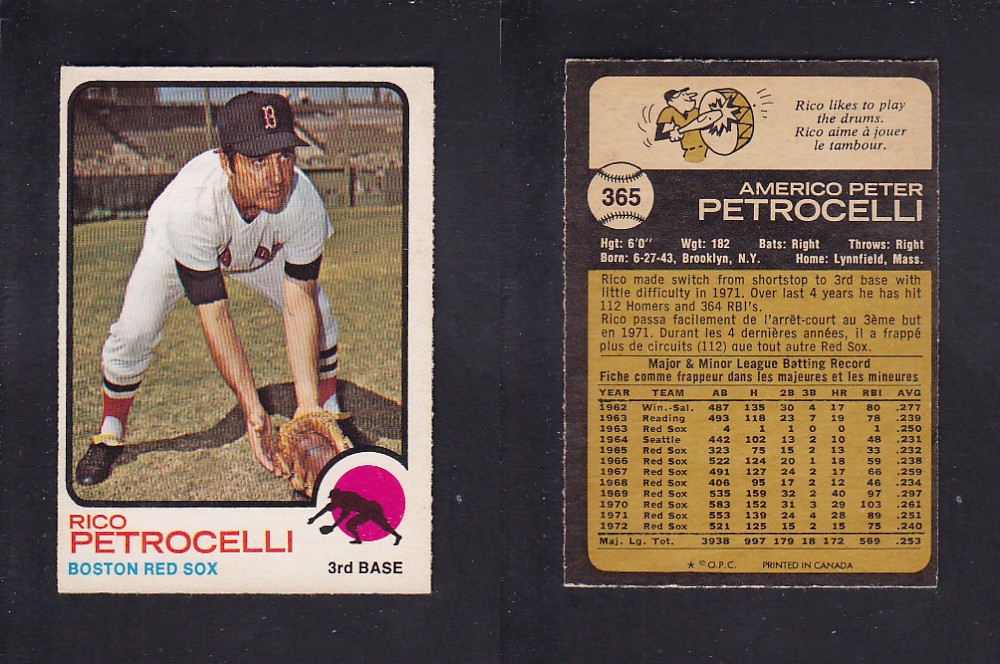 B
RICO
PETROCELLI
BOSTON RED SOX
3rd BASE
Rico likes to play
the drums.
Rico aime à jouer
le tambour.
365
AMERICO PETER
PETROCELLI
Hgt: 6'0" Wgt: 182 Bats: Right Throws: Right
Born: 6-27-43, Brooklyn, N.Y. Home: Lynnfield, Mass.
Rico made switch from shortstop to 3rd base with
little difficulty in 1971. Over last 4 years he has hit
112 Homers and 364 RBI's.
Rico passa facilement de l'arrêt-court au 3ème but
en 1971. Durant les 4 dernières années, il a frappé
plus de circuits (112) que tout autre Red Sox.
Major & Minor League Batting Record
Fiche comme frappeur dans les majeures et les mineures
YEAR TEAM AB H 2B 3B HR RBI AVG
1962 Win.-Sal. 487 135 30 4 17 80 .277
1963 Reading 493 118 23 7 19 78 .239
1963 Red Sox 4 1 1 0 0 1 .250
1964 Seattle 442 102 13 2 10 48 .231
1965 Red Sox 323 75 15 2 13 33 .232
1966 Red Sox 522 124 20 1 18 59 .238
1967 Red Sox 491 127 24 2 17 66 .259
1968 Red Sox 406 95 17 2 12 46 .234
1969 Red Sox 535 159 32 2 40 97 .297
1970 Red Sox 583 152 31 3 29 103 .261
1971 Red Sox 553 139 24 4 28 89 .251
1972 Red Sox 521 125 15 2 15 75 .240
Maj. Lg. Tot. 3938 997 179 18 172 569 .253
* © O.P.C. PRINTED IN CANADA